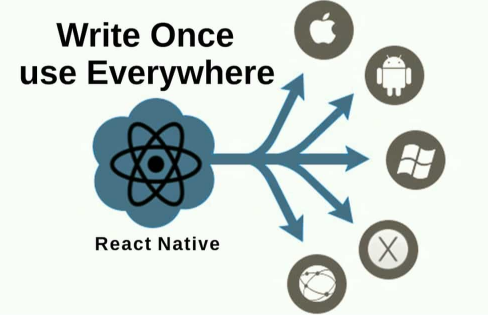 Write Once
use Everywhere
React Native
X